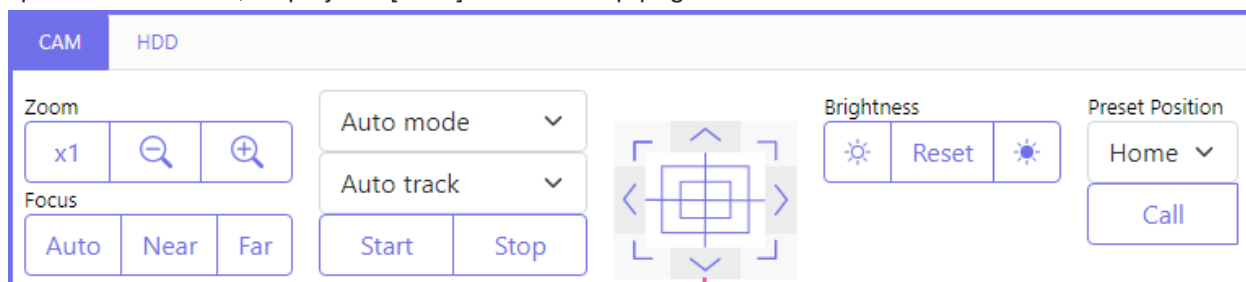 CAM HDD
Zoom
x1
Focus
Auto Near Far
Auto mode
Auto track
Start Stop
Brightness
Reset
Preset Position
Home
Call